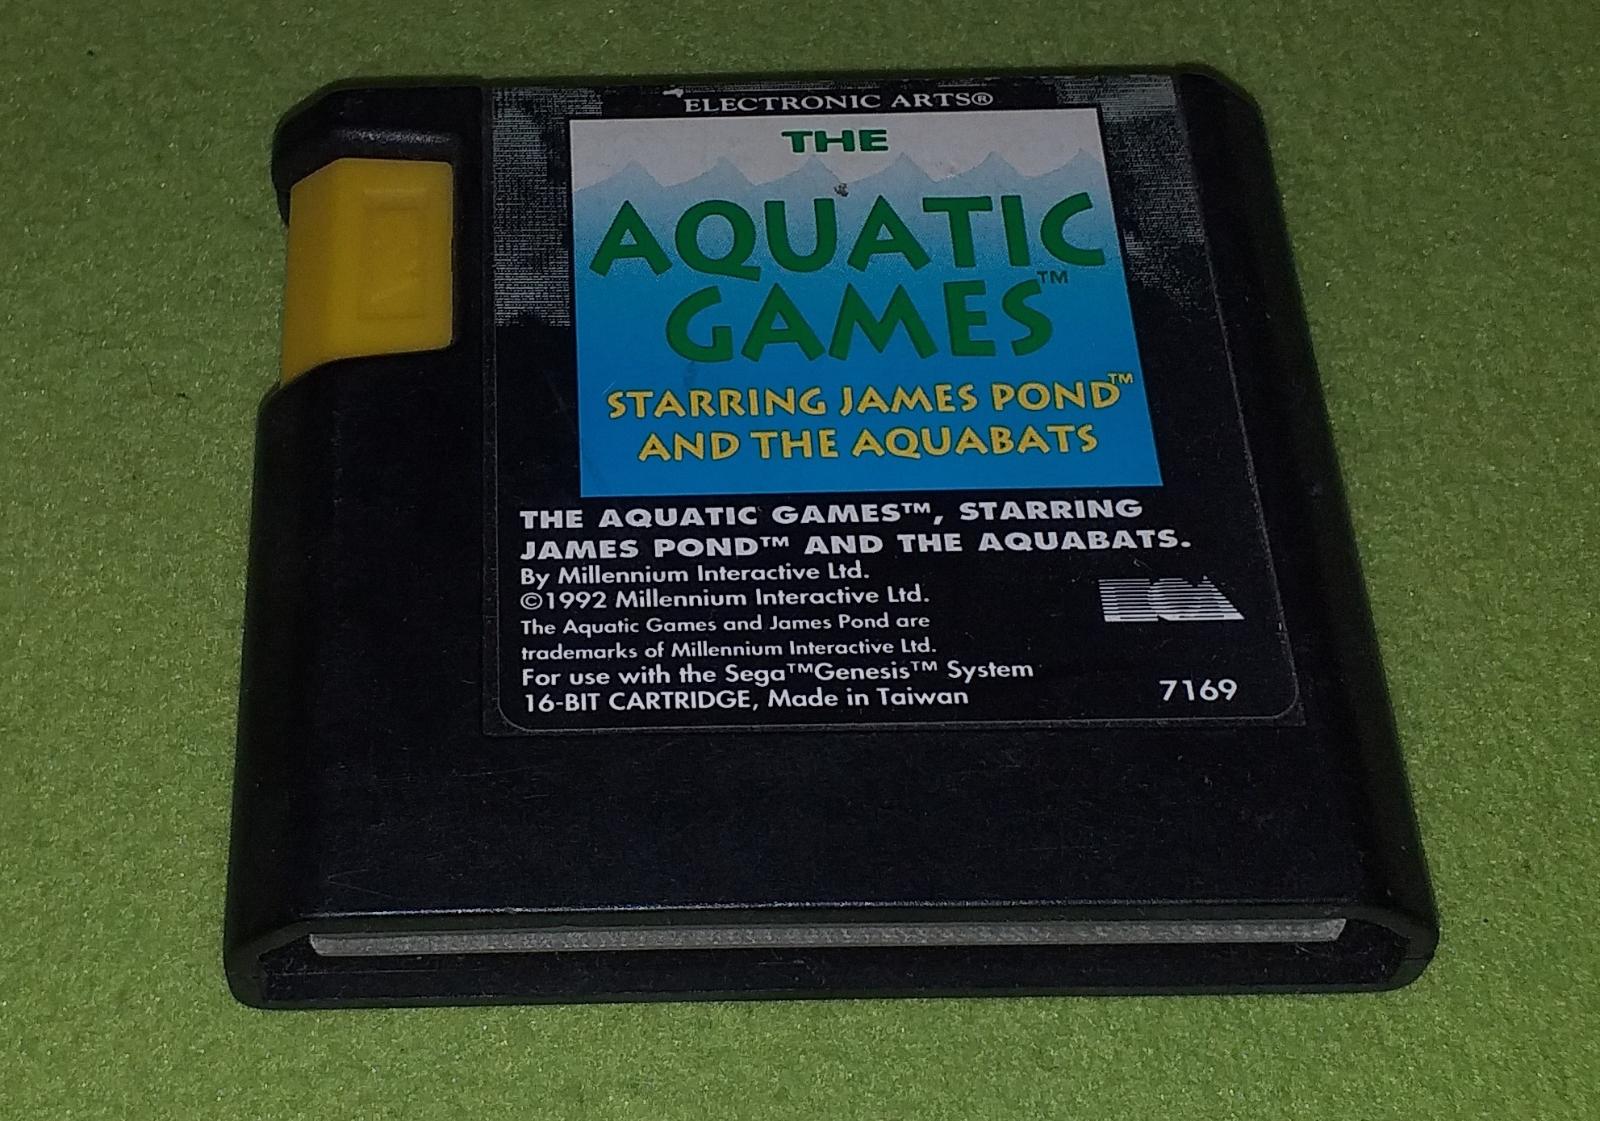 ELECTRONIC ARTS®
THE
AQUATIC
GAMES™
STARRING JAMES POND™
AND THE AQUABATS
THE AQUATIC GAMES™, STARRING
JAMES POND™ AND THE AQUABATS.
By Millennium Interactive Ltd.
©1992 Millennium Interactive Ltd.
The Aquatic Games and James Pond are
trademarks of Millennium Interactive Ltd.
For use with the Sega™Genesis™ System
16-BIT CARTRIDGE, Made in Taiwan
EA
7169